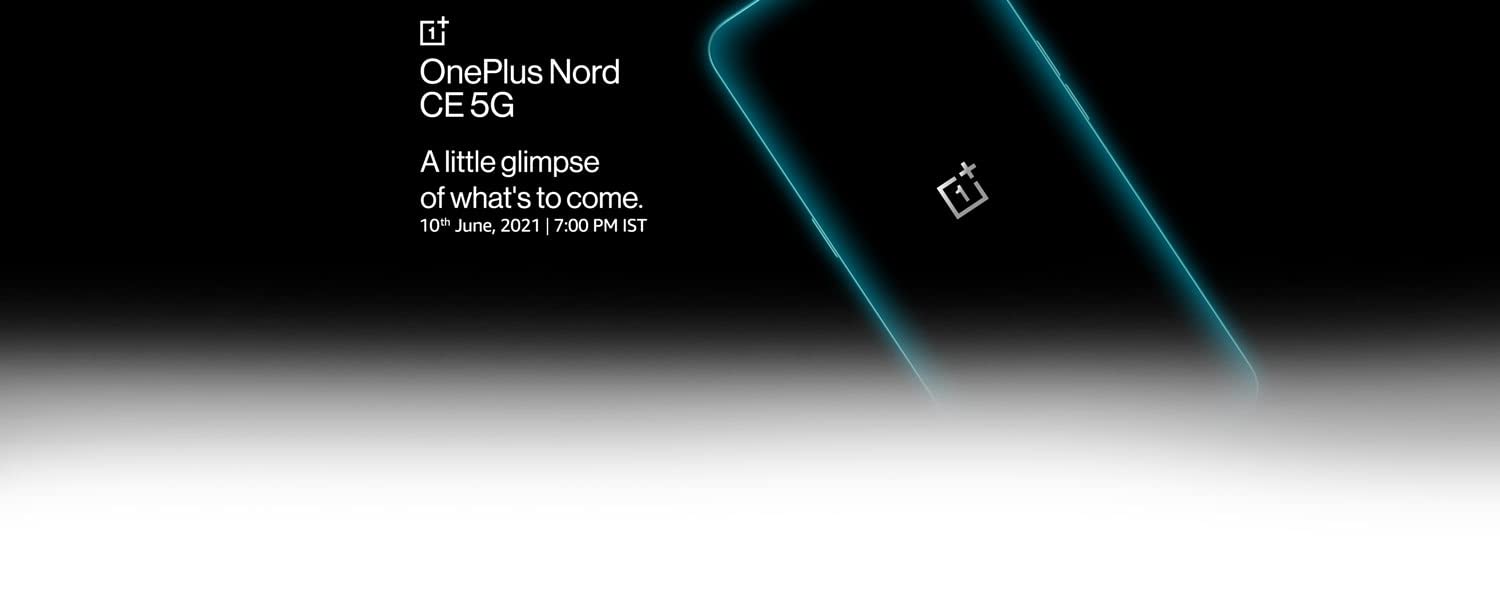 OnePlus Nord
CE 5G
A little glimpse
of what's to come.
10th June, 2021 | 7:00 PM IST